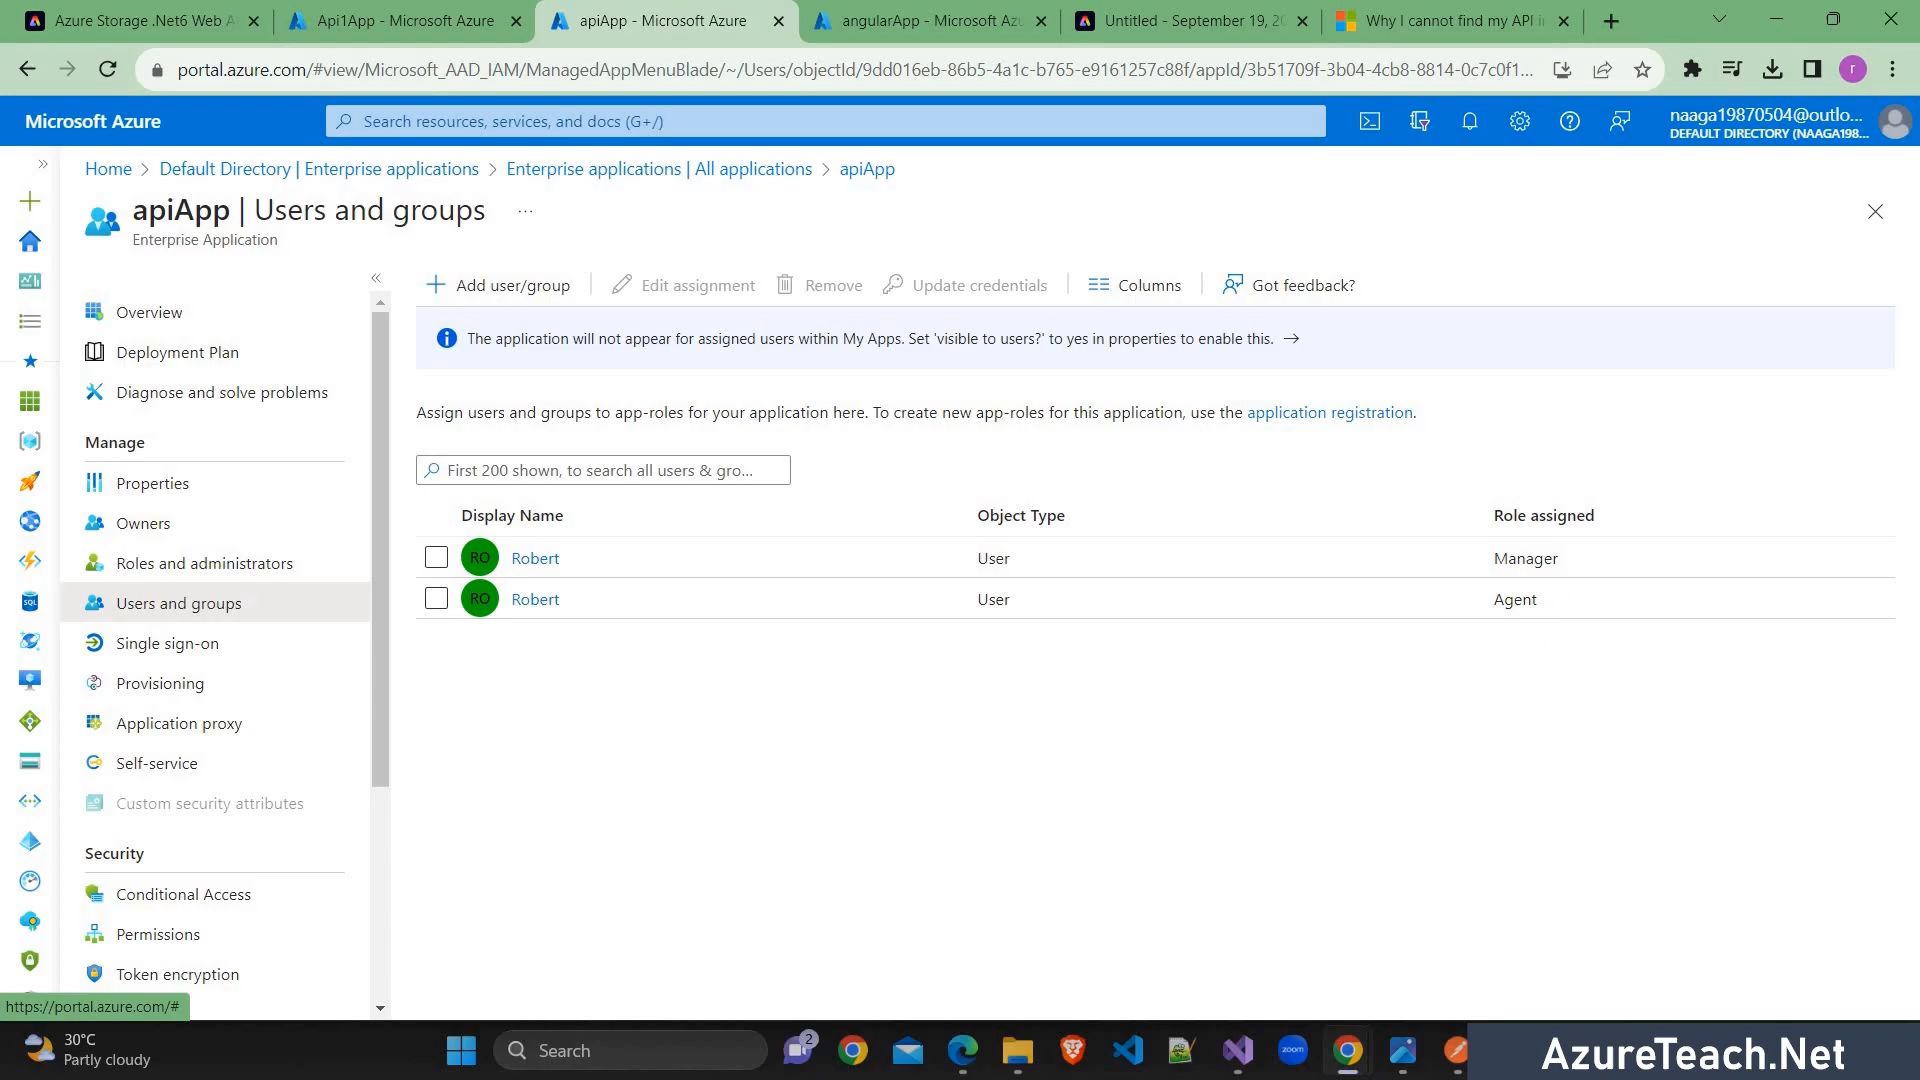 Azure Storage .Net6 Web A
Api1App - Microsoft Azure
apiApp - Microsoft Azure
angularApp - Microsoft Azu
Untitled - September 19, 20
Why I cannot find my API in
portal.azure.com/#view/Microsoft_AAD_IAM/ManagedAppMenuBlade/~/Users/objectId/9dd016eb-86b5-4a1c-b765-e9161257c88f/appId/3b51709f-3b04-4cb8-8814-0c7c0f1...
r
Microsoft Azure
Search resources, services, and docs (G+/)
naaga19870504@outlo...
DEFAULT DIRECTORY (NAAGA198...
Home > Default Directory | Enterprise applications > Enterprise applications | All applications > apiApp
apiApp | Users and groups ...
Enterprise Application
Add user/group
Edit assignment
Remove
Update credentials
Columns
Got feedback?
The application will not appear for assigned users within My Apps. Set 'visible to users?' to yes in properties to enable this. →
Assign users and groups to app-roles for your application here. To create new app-roles for this application, use the application registration.
First 200 shown, to search all users & gro...
Display Name Object Type Role assigned
RO Robert User Manager
RO Robert User Agent
Overview
Deployment Plan
Diagnose and solve problems
Manage
Properties
Owners
Roles and administrators
Users and groups
Single sign-on
Provisioning
Application proxy
Self-service
Custom security attributes
Security
Conditional Access
Permissions
Token encryption
SQL
https://portal.azure.com/#
30°C
Partly cloudy
Search
2
zoom
AzureTeach.Net